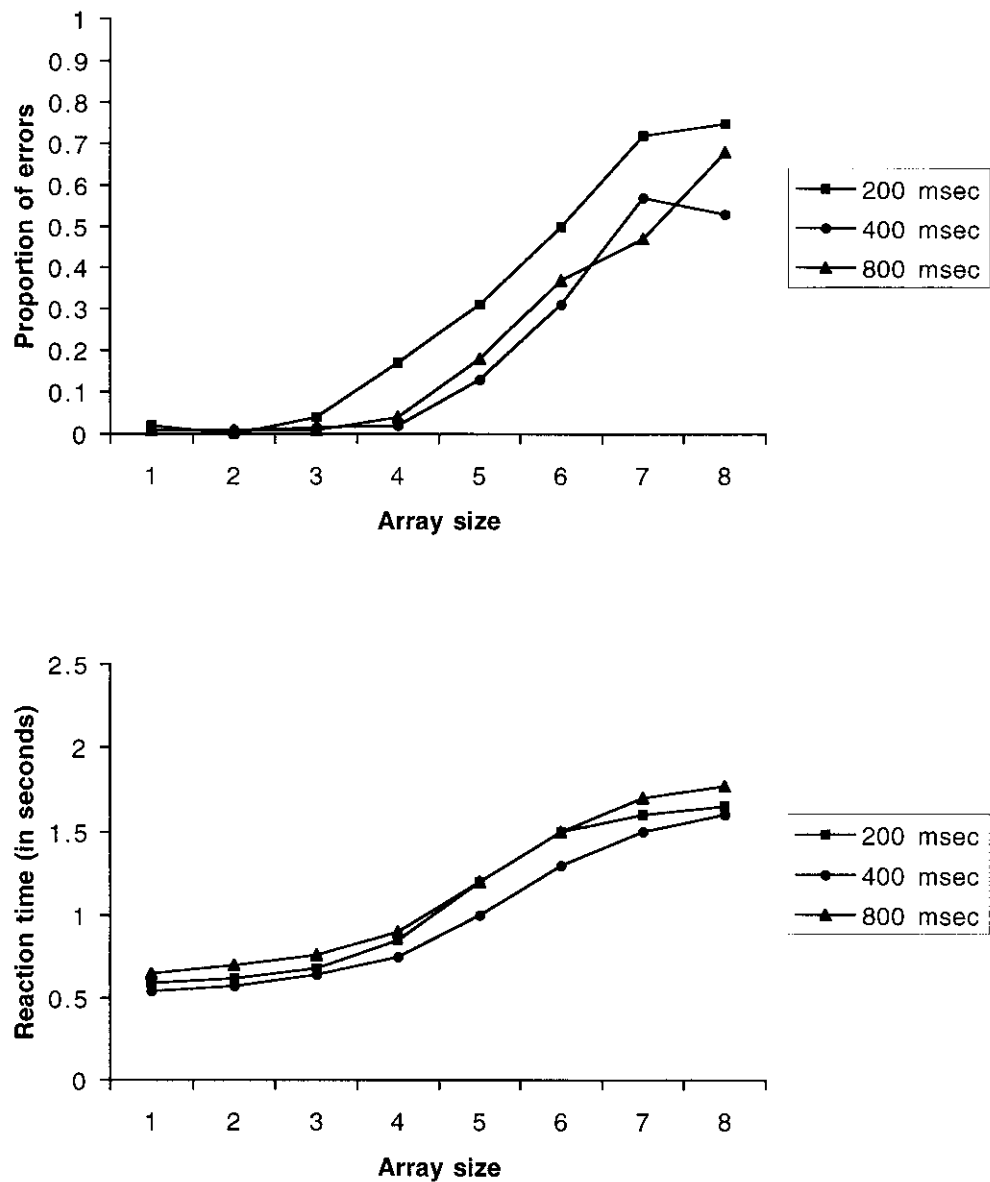 1
0.9
0.8
0.7
0.6
0.5
0.4
0.3
0.2
0.1
0
Proportion of errors
1 2 3 4 5 6 7 8
Array size
200 msec
400 msec
800 msec
2.5
2
1.5
1
0.5
0
Reaction time (in seconds)
1 2 3 4 5 6 7 8
Array size
200 msec
400 msec
800 msec